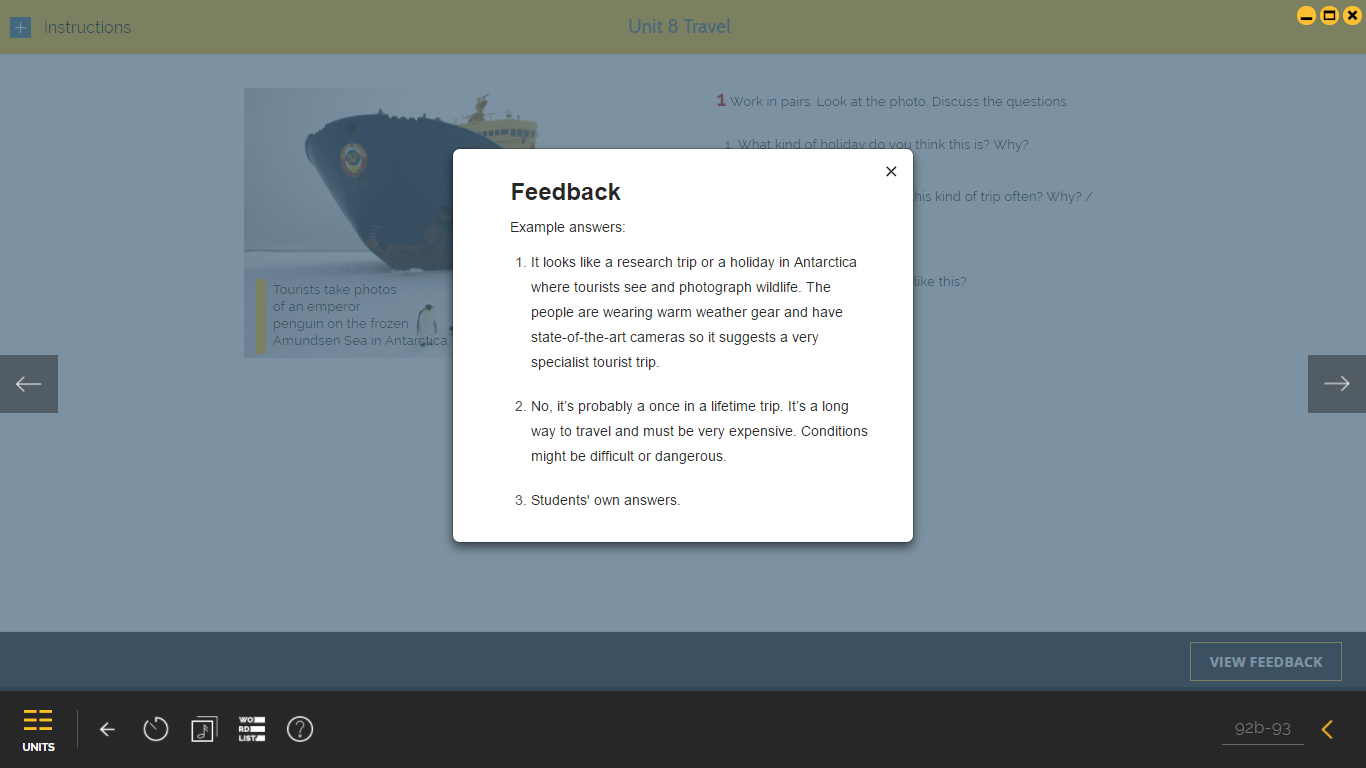 Instructions
Unit 8 Travel
1 Work in pairs. Look at the photo. Discuss the questions.
1. What kind of holiday do you think this is? Why?
this kind of trip often? Why? /
like this?
Tourists take photos
of an emperor
penguin on the frozen
Amundsen Sea in Antarctica.
Feedback
Example answers:
1. It looks like a research trip or a holiday in Antarctica
where tourists see and photograph wildlife. The
people are wearing warm weather gear and have
state-of-the-art cameras so it suggests a very
specialist tourist trip.
2. No, it's probably a once in a lifetime trip. It's a long
way to travel and must be very expensive. Conditions
might be difficult or dangerous.
3. Students' own answers.
VIEW FEEDBACK
UNITS
WO
RD
LIST
92b-93